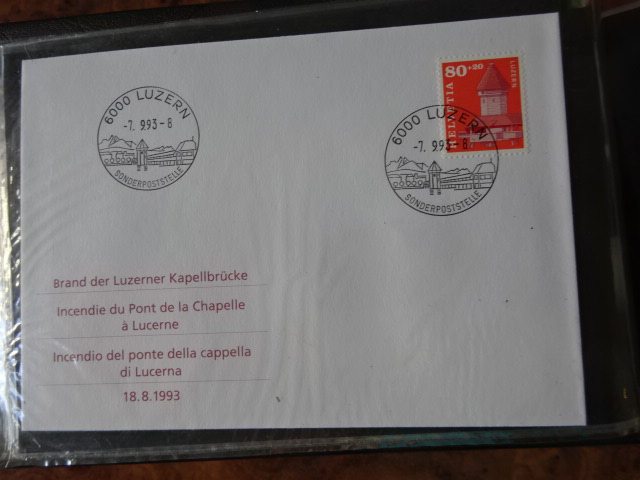 6000 LUZERN
-7. 9.93-8
SONDERPOSTSTELLE
80+20
HELVETIA
LUZERN
6000 LUZERN
-7. 9.93-8
SONDERPOSTSTELLE
Brand der Luzerner Kapellbrücke
Incendie du Pont de la Chapelle
à Lucerne
Incendio del ponte della cappella
di Lucerna
18.8.1993